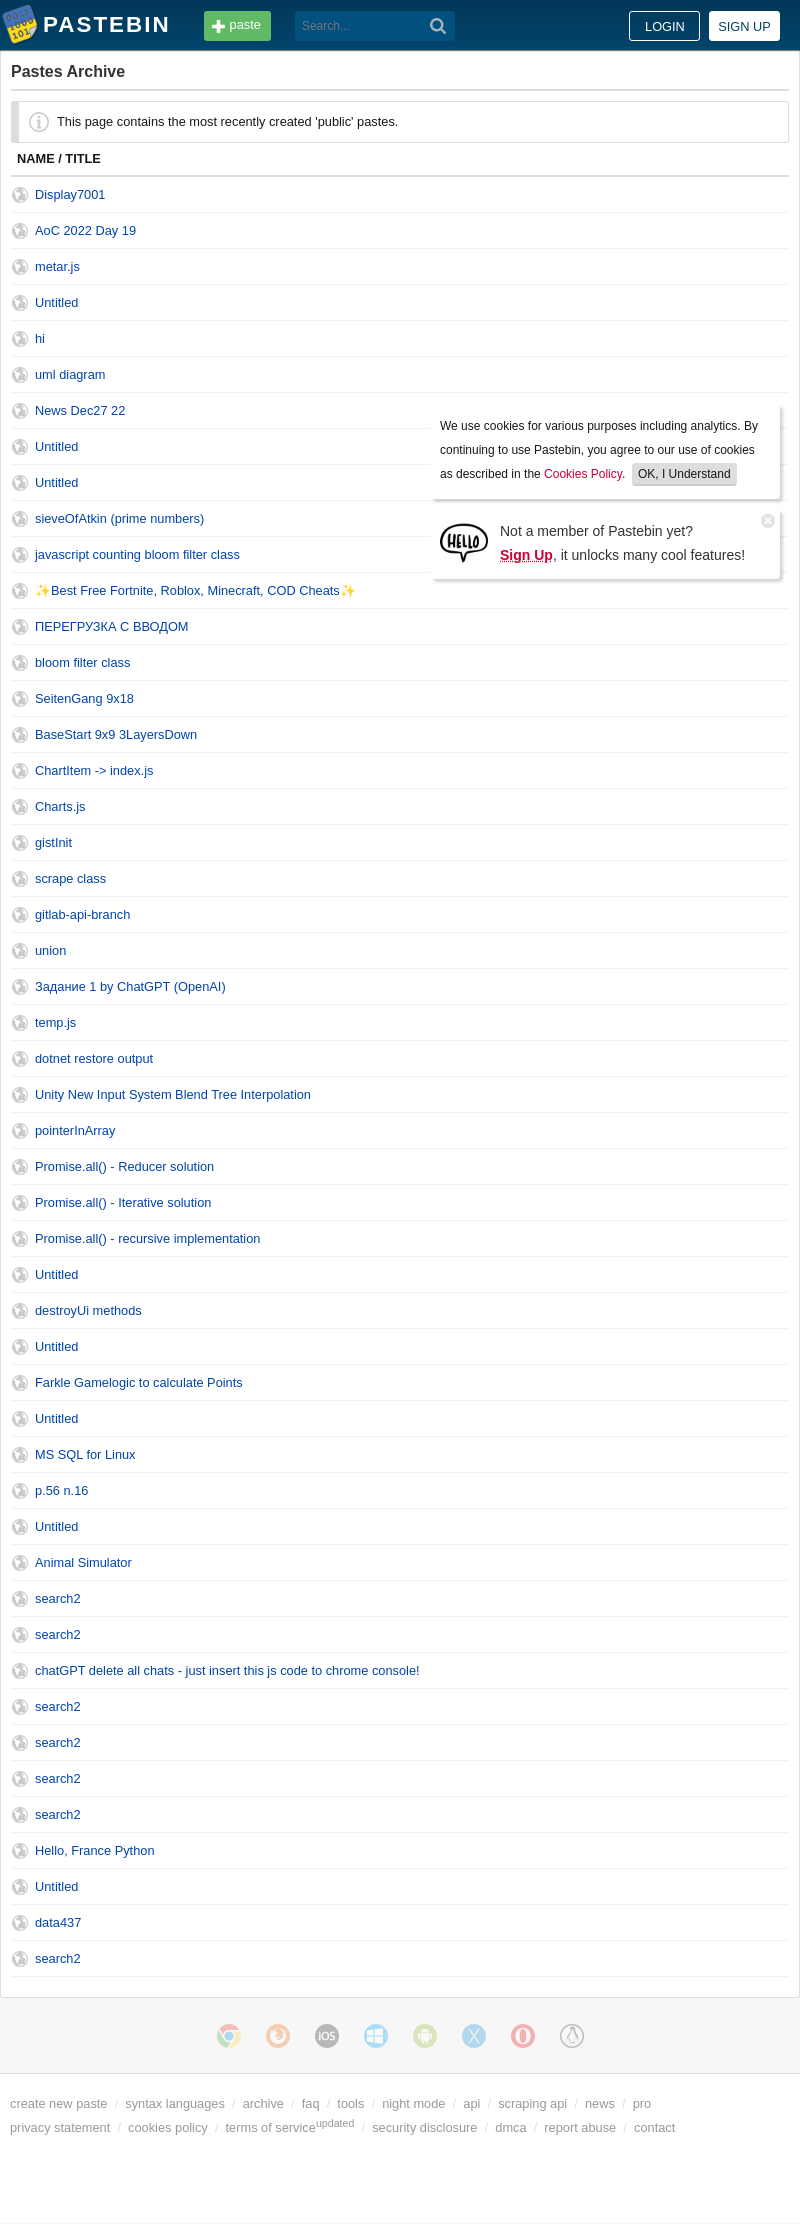 PASTEBIN
paste
Search...
LOGIN
SIGN UP
Pastes Archive
This page contains the most recently created 'public' pastes.
NAME / TITLE
Display7001
AoC 2022 Day 19
metar.js
Untitled
hi
uml diagram
News Dec27 22
Untitled
Untitled
sieveOfAtkin (prime numbers)
javascript counting bloom filter class
✨Best Free Fortnite, Roblox, Minecraft, COD Cheats✨
ПЕРЕГРУЗКА С ВВОДОМ
bloom filter class
SeitenGang 9x18
BaseStart 9x9 3LayersDown
ChartItem -> index.js
Charts.js
gistInit
scrape class
gitlab-api-branch
union
Задание 1 by ChatGPT (OpenAI)
temp.js
dotnet restore output
Unity New Input System Blend Tree Interpolation
pointerInArray
Promise.all() - Reducer solution
Promise.all() - Iterative solution
Promise.all() - recursive implementation
Untitled
destroyUi methods
Untitled
Farkle Gamelogic to calculate Points
Untitled
MS SQL for Linux
p.56 n.16
Untitled
Animal Simulator
search2
search2
chatGPT delete all chats - just insert this js code to chrome console!
search2
search2
search2
search2
Hello, France Python
Untitled
data437
search2
We use cookies for various purposes including analytics. By
continuing to use Pastebin, you agree to our use of cookies
as described in the Cookies Policy. OK, I Understand
HELLO
Not a member of Pastebin yet?
Sign Up, it unlocks many cool features!
iOS
create new paste / syntax languages / archive / faq / tools / night mode / api / scraping api / news / pro
privacy statement / cookies policy / terms of service updated / security disclosure / dmca / report abuse / contact